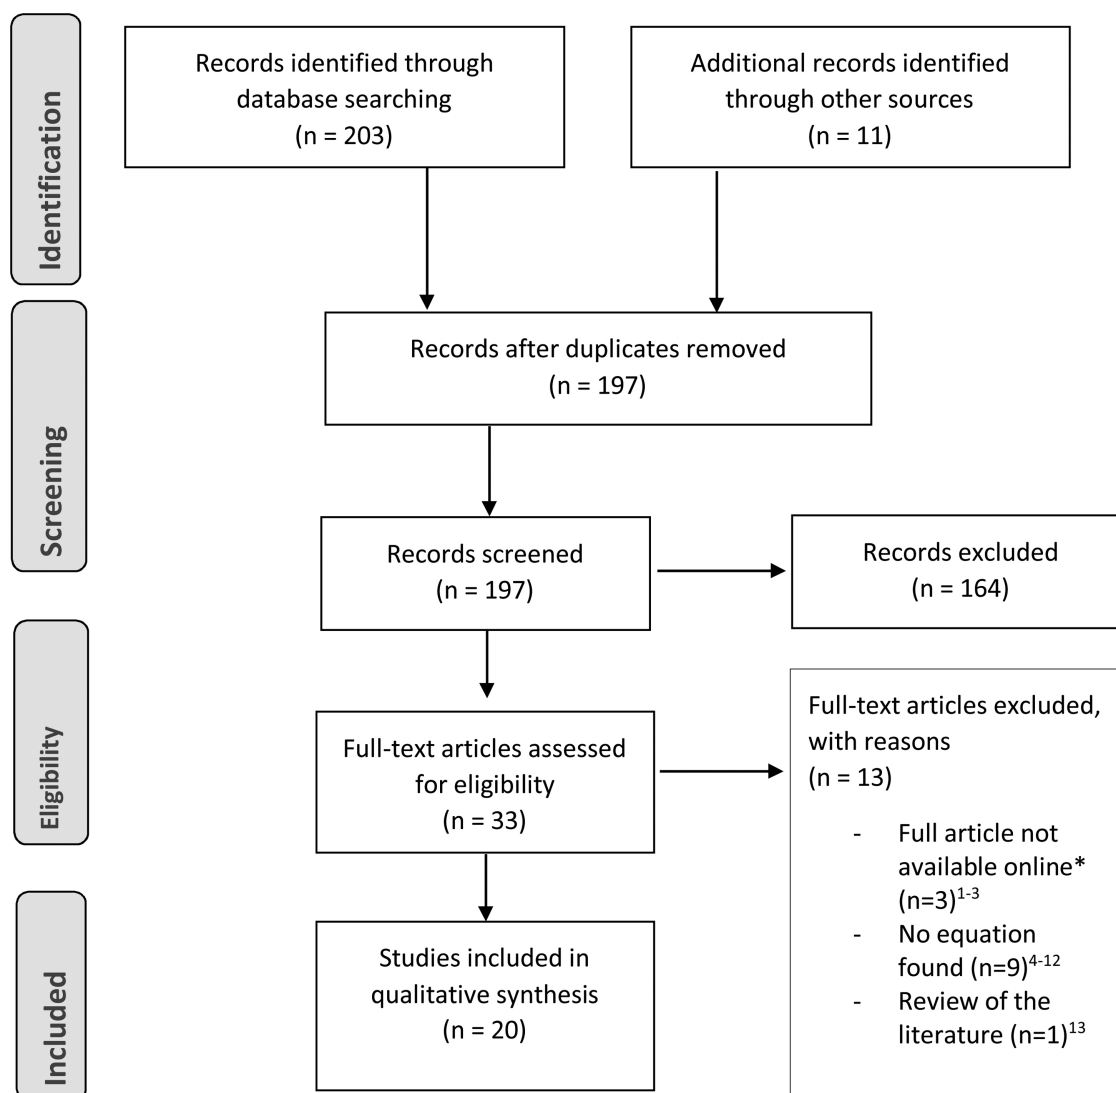 Identification
Records identified through
database searching
(n = 203)
Additional records identified
through other sources
(n = 11)
Screening
Records after duplicates removed
(n = 197)
Records screened
(n = 197)
Records excluded
(n = 164)
Eligibility
Full-text articles assessed
for eligibility
(n = 33)
Full-text articles excluded,
with reasons
(n = 13)
- Full article not
available online*
(n=3)1-3
- No equation
found (n=9)4-12
- Review of the
literature (n=1)13
Included
Studies included in
qualitative synthesis
(n = 20)